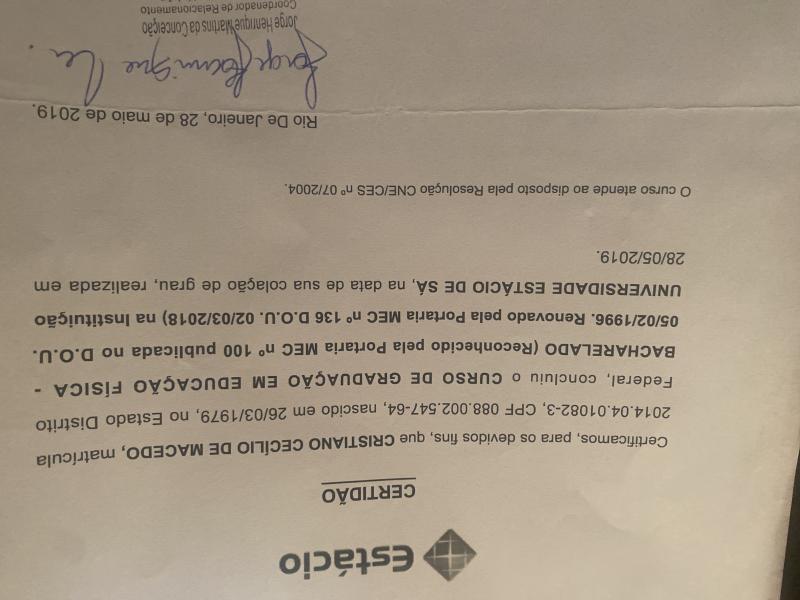 Estácio
CERTIDÃO
Certificamos, para os devidos fins, que CRISTIANO CECÍLIO DE MACEDO, matrícula
2014.04.01082-3, CPF 088.002.547-64, nascido em 26/03/1979, no Estado Distrito
Federal, concluiu o CURSO DE GRADUAÇÃO EM EDUCAÇÃO FÍSICA -
BACHARELADO (Reconhecido pela Portaria MEC nº 100 publicada no D.O.U.
05/02/1996. Renovado pela Portaria MEC nº 136 D.O.U. 02/03/2018) na Instituição
UNIVERSIDADE ESTÁCIO DE SÁ, na data de sua colação de grau, realizada em
28/05/2019.
O curso atende ao disposto pela Resolução CNE/CES nº 07/2004.
Rio De Janeiro, 28 de maio de 2019.
Jorge Henrique
Jorge Henrique Martins da Conceição
Coordenador de Relacionamento